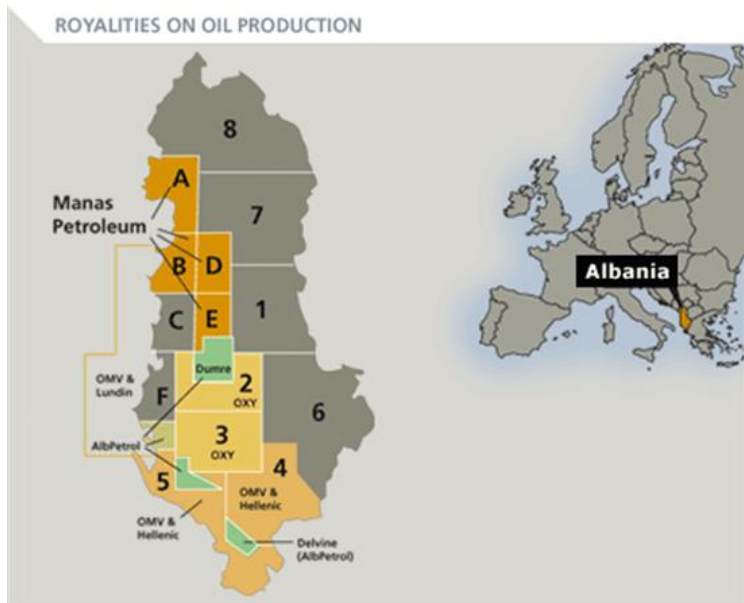 ROYALITIES ON OIL PRODUCTION
8
A
Manas
Petroleum
7
B
D
Albania
C
E
1
Dumre
OMV &
Lundin
F
2
OXY
6
AlbPetrol
3
OXY
4
5
OMV &
Hellenic
OMV &
Hellenic
Delvine
(AlbPetrol)